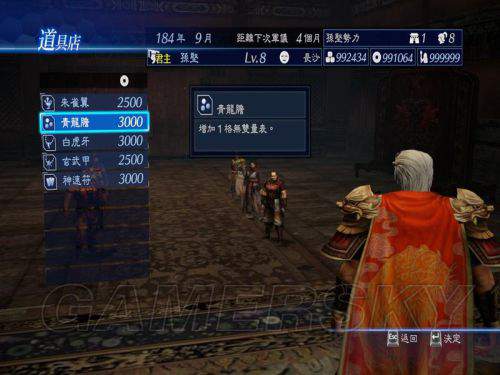 道具店
184年 9月 距離下次軍議 4個月 孫堅勢力 1 8
君主 孫堅 Lv.8 長沙 992434 991064 999999
朱雀翼 2500
青龍膽 3000
白虎牙 3000
玄武甲 2500
神速符 3000
青龍膽
增加1格無雙量表。
GAMERSKY
Esc 返回 決定